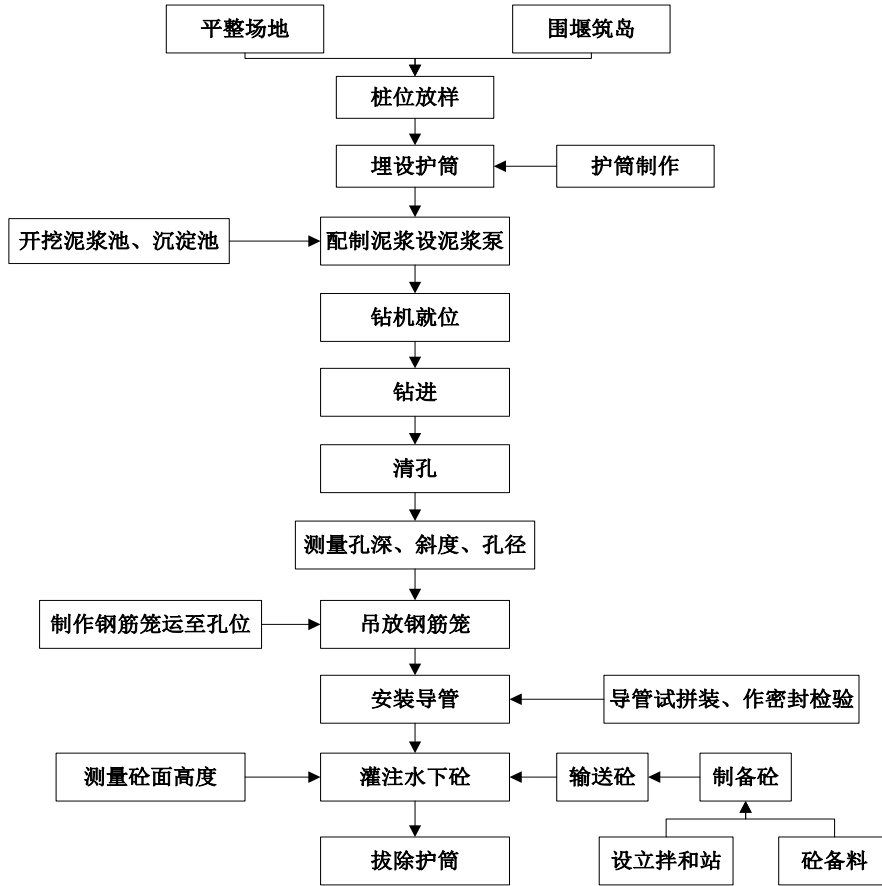 平整场地
围堰筑岛
桩位放样
埋设护筒
护筒制作
开挖泥浆池、沉淀池
配制泥浆设泥浆泵
钻机就位
钻进
清孔
测量孔深、斜度、孔径
制作钢筋笼运至孔位
吊放钢筋笼
安装导管
导管试拼装、作密封检验
测量砼面高度
灌注水下砼
输送砼
制备砼
拔除护筒
设立拌和站
砼备料